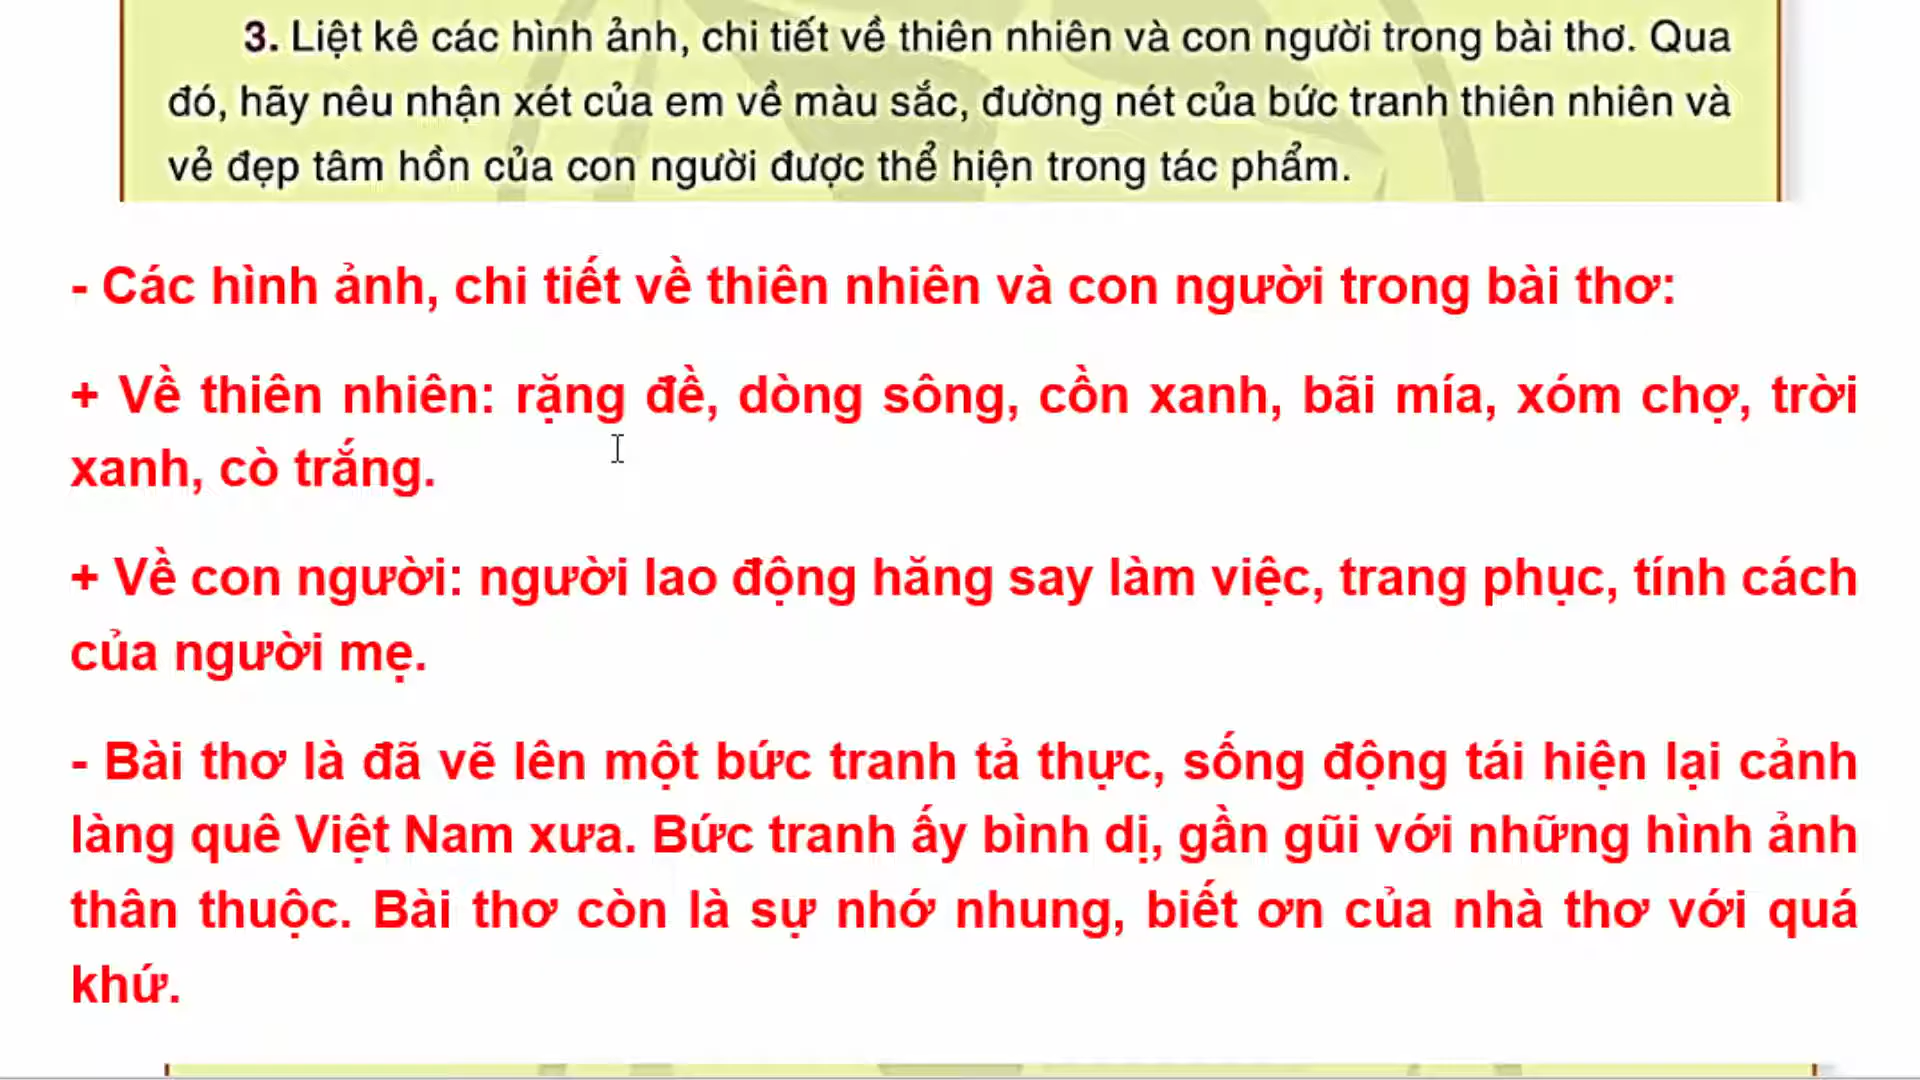 3. Liệt kê các hình ảnh, chi tiết về thiên nhiên và con người trong bài thơ. Qua
đó, hãy nêu nhận xét của em về màu sắc, đường nét của bức tranh thiên nhiên và
vẻ đẹp tâm hồn của con người được thể hiện trong tác phẩm.
- Các hình ảnh, chi tiết về thiên nhiên và con người trong bài thơ:
+ Về thiên nhiên: rặng đề, dòng sông, cồn xanh, bãi mía, xóm chợ, trời
xanh, cò trắng.
+ Về con người: người lao động hăng say làm việc, trang phục, tính cách
của người mẹ.
- Bài thơ là đã vẽ lên một bức tranh tả thực, sống động tái hiện lại cảnh
làng quê Việt Nam xưa. Bức tranh ấy bình dị, gần gũi với những hình ảnh
thân thuộc. Bài thơ còn là sự nhớ nhung, biết ơn của nhà thơ với quá
khứ.